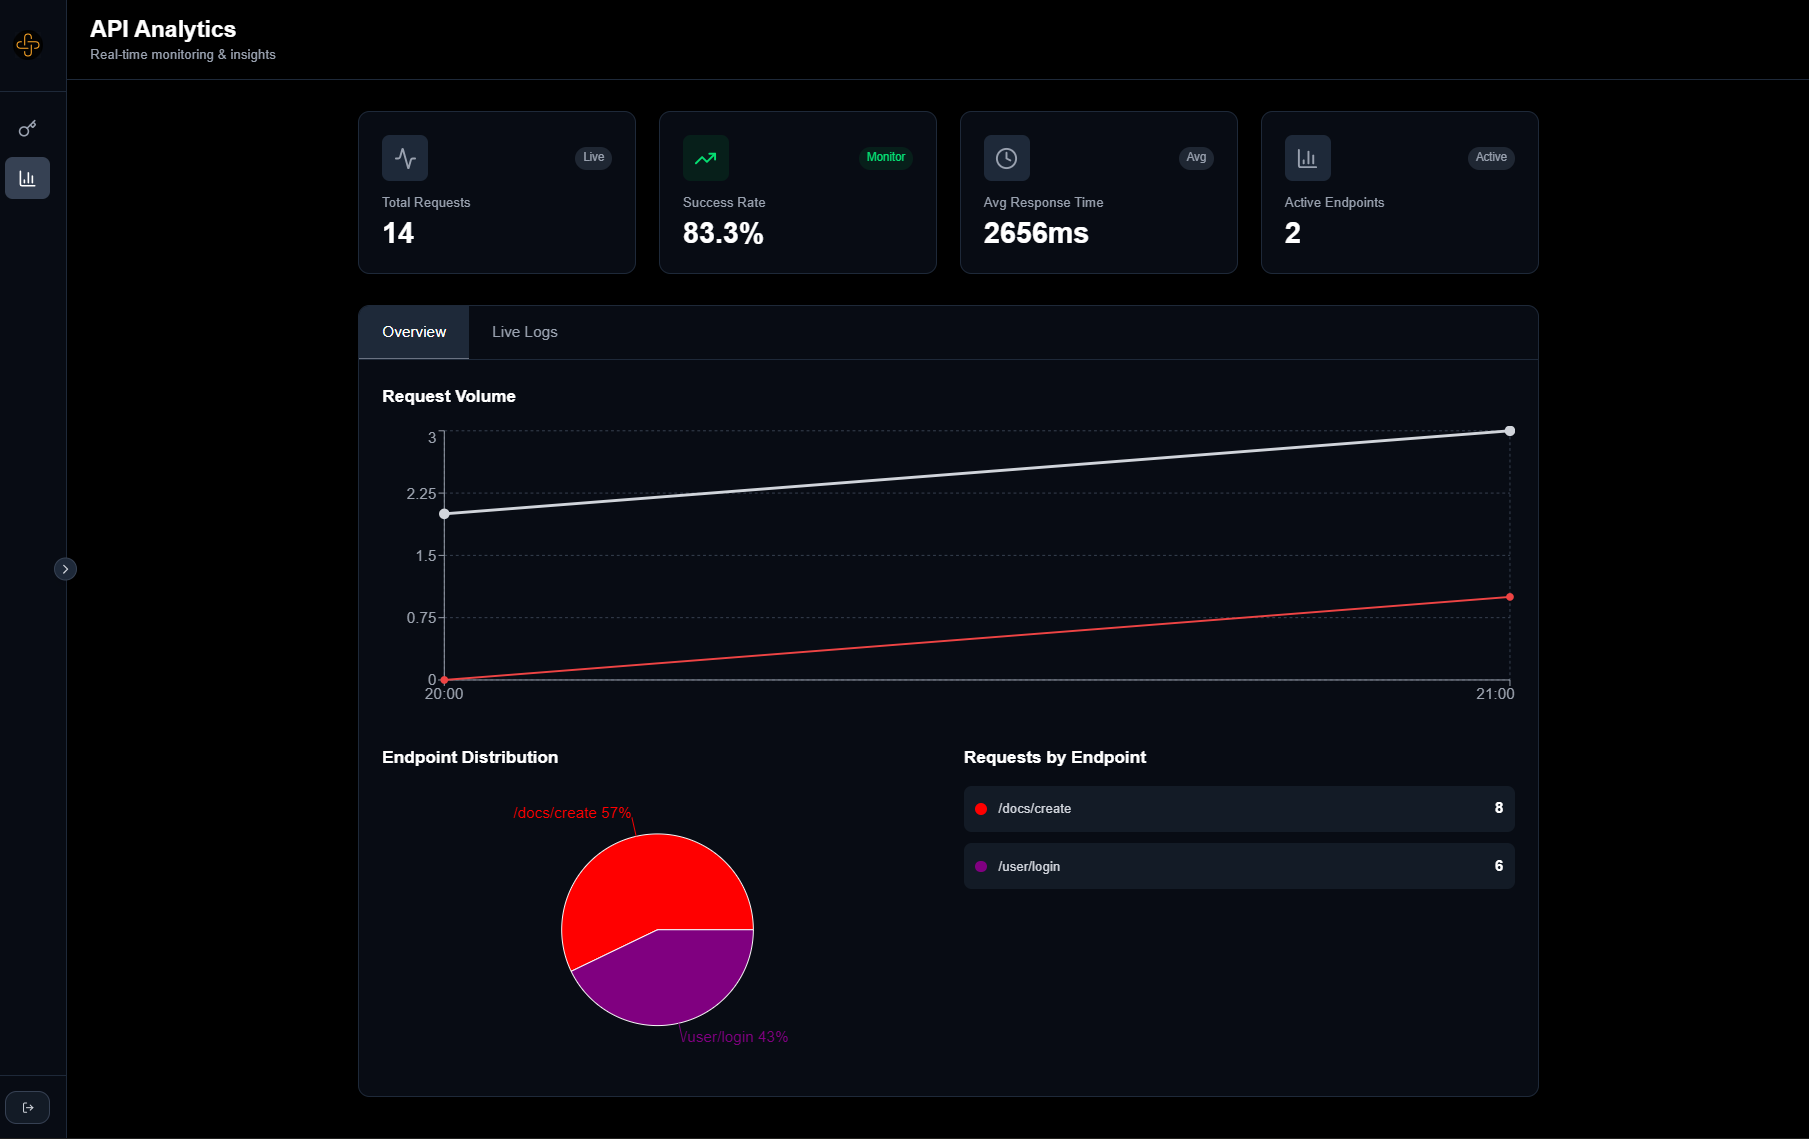 API Analytics
Real-time monitoring & insights
Live
Total Requests
14
Monitor
Success Rate
83.3%
Avg
Avg Response Time
2656ms
Active
Active Endpoints
2
Overview
Live Logs
Request Volume
3
2.25
1.5
0.75
0
20:00
21:00
Endpoint Distribution
/docs/create 57%
/user/login 43%
Requests by Endpoint
/docs/create 8
/user/login 6